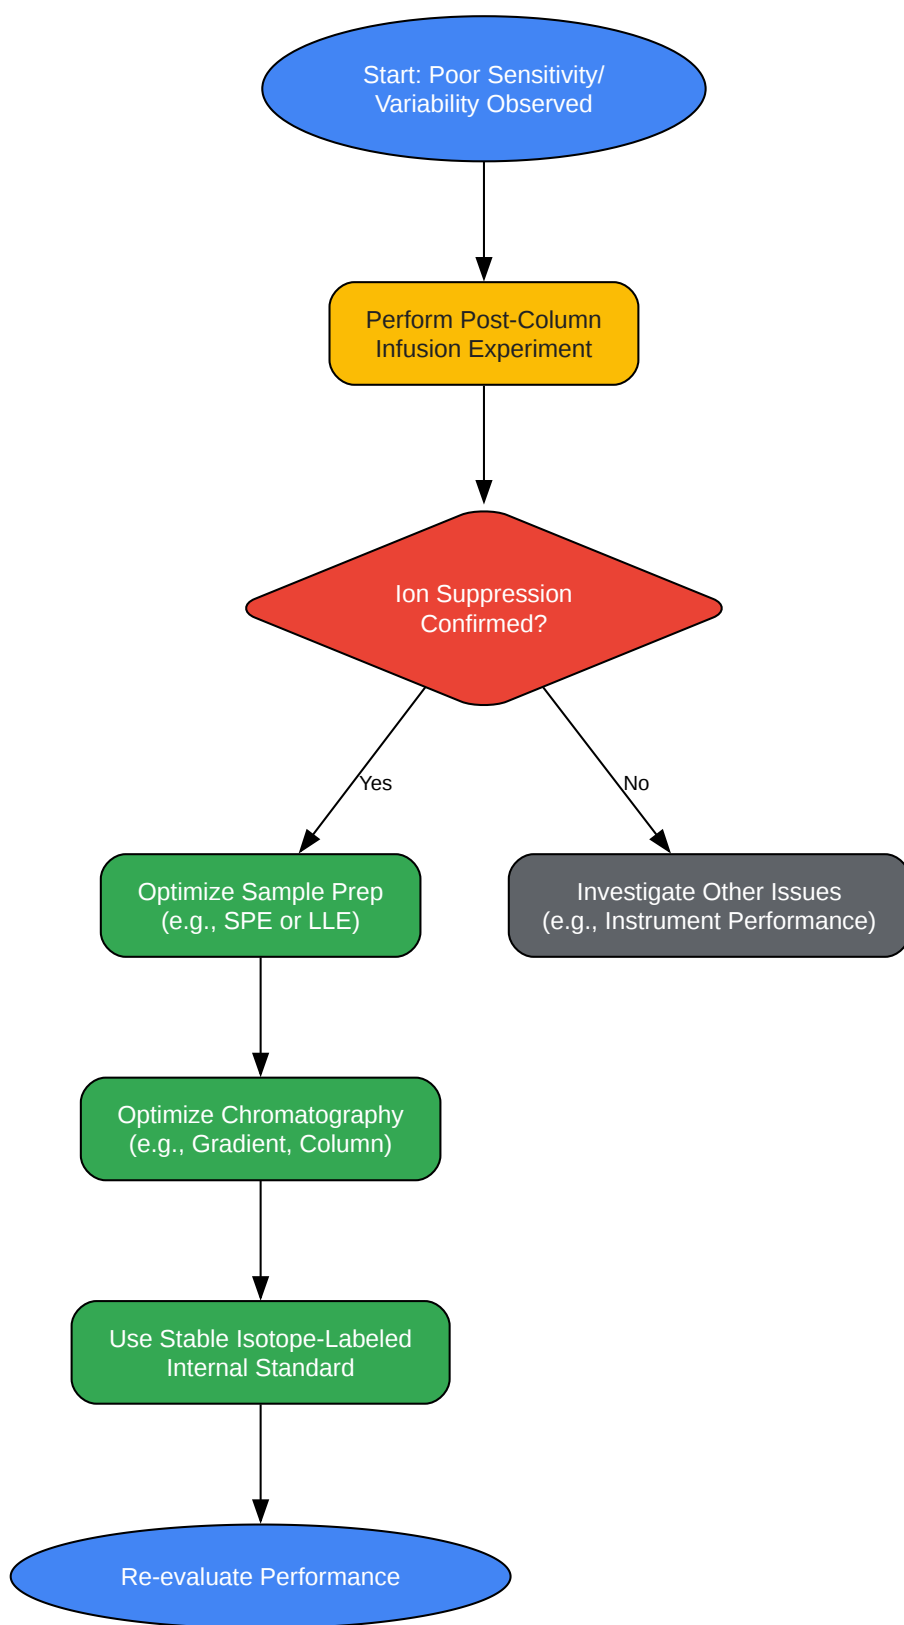 Start: Poor Sensitivity/
Variability Observed
Perform Post-Column
Infusion Experiment
Ion Suppression
Confirmed?
Yes
No
Optimize Sample Prep
(e.g., SPE or LLE)
Investigate Other Issues
(e.g., Instrument Performance)
Optimize Chromatography
(e.g., Gradient, Column)
Use Stable Isotope-Labeled
Internal Standard
Re-evaluate Performance